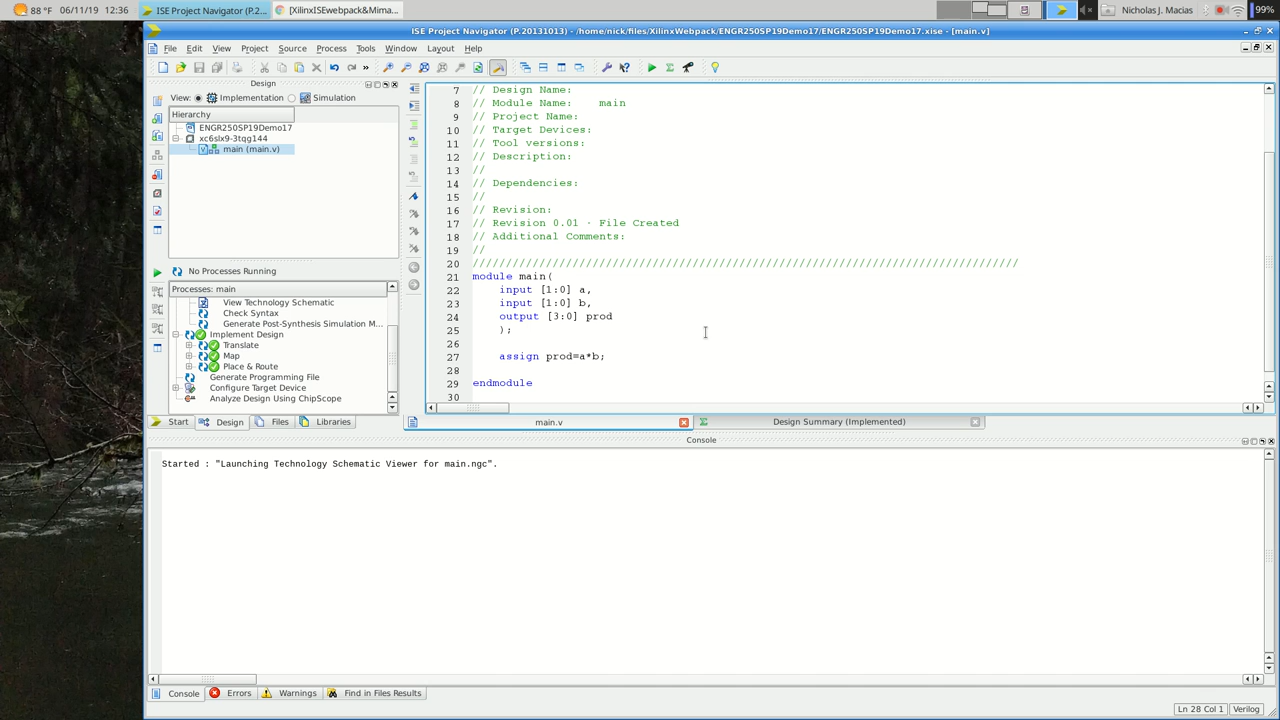 88 °F 06/11/19 12:36 ISE Project Navigator (P.2... [XilinxISEwebpack&Mima... Nicholas J. Macias 99%
ISE Project Navigator (P.20131013) - /home/nick/files/XilinxWebpack/ENGR250SP19Demo17/ENGR250SP19Demo17.xise - [main.v]
File Edit View Project Source Process Tools Window Layout Help
Design
View: Implementation Simulation
Hierarchy
ENGR250SP19Demo17
xc6slx9-3tqg144
main (main.v)
No Processes Running
Processes: main
View Technology Schematic
Check Syntax
Generate Post-Synthesis Simulation M...
Implement Design
Translate
Map
Place & Route
Generate Programming File
Configure Target Device
Analyze Design Using ChipScope
Start Design Files Libraries
7 // Design Name:
8 // Module Name: main
9 // Project Name:
10 // Target Devices:
11 // Tool versions:
12 // Description:
13 //
14 // Dependencies:
15 //
16 // Revision:
17 // Revision 0.01 - File Created
18 // Additional Comments:
19 //
20 //////////////////////////////////////////////////////////////////////////////////
21 module main(
22 input [1:0] a,
23 input [1:0] b,
24 output [3:0] prod
25 );
26
27 assign prod=a*b;
28
29 endmodule
30
main.v Design Summary (Implemented)
Console
Started : "Launching Technology Schematic Viewer for main.ngc".
Console Errors Warnings Find in Files Results
Ln 28 Col 1 Verilog